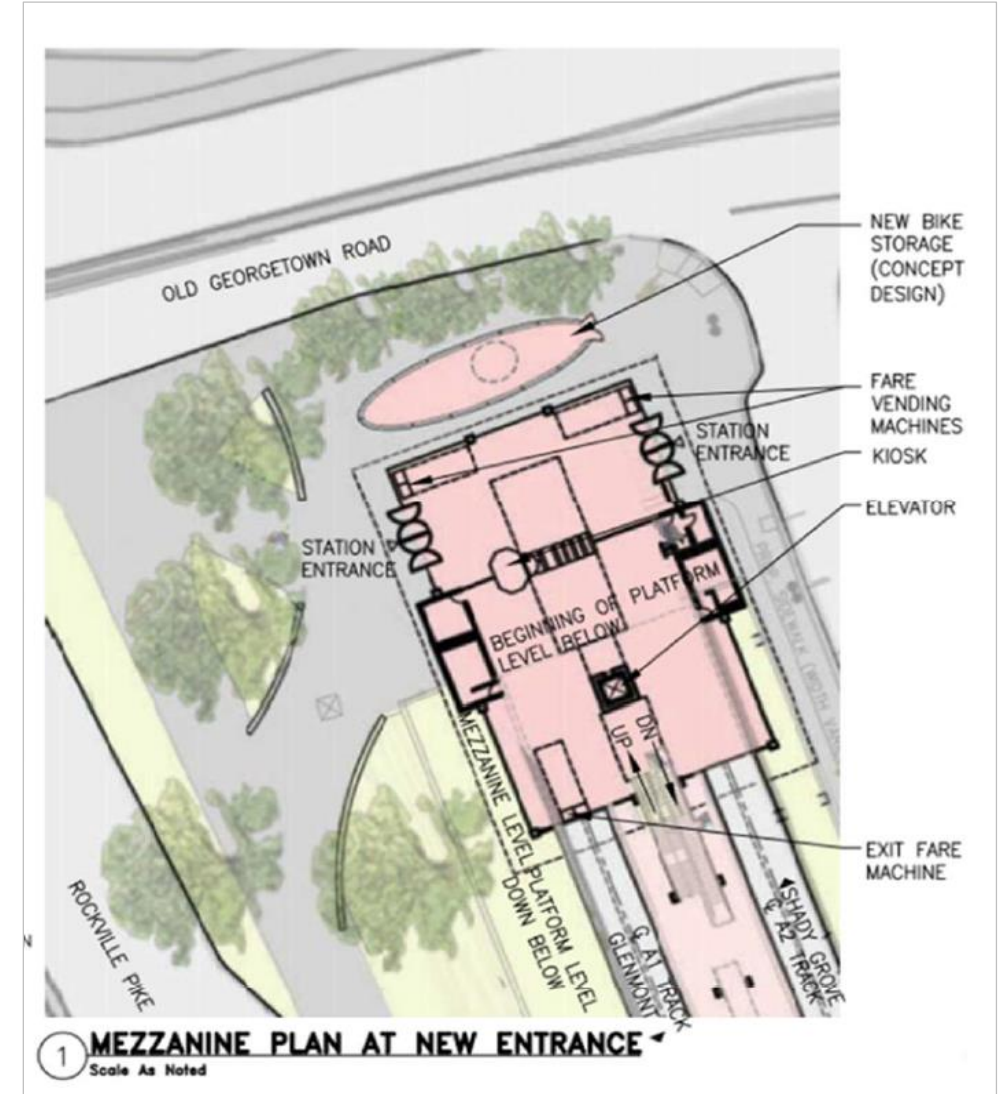 OLD GEORGETOWN ROAD
NEW BIKE
STORAGE
(CONCEPT
DESIGN)
FARE
VENDING
MACHINES
STATION
ENTRANCE
KIOSK
ELEVATOR
STATION
ENTRANCE
BEGINNING OF PLATFORM
LEVEL (BELOW)
UP
DN
MEZZANINE LEVEL
PLATFORM LEVEL
DOWN BELOW
EXIT FARE
MACHINE
ROCKVILLE PIKE
℄ A1 TRACK
GLENMONT
SHADY GROVE
℄ A2 TRACK
1
MEZZANINE PLAN AT NEW ENTRANCE
Scale As Noted